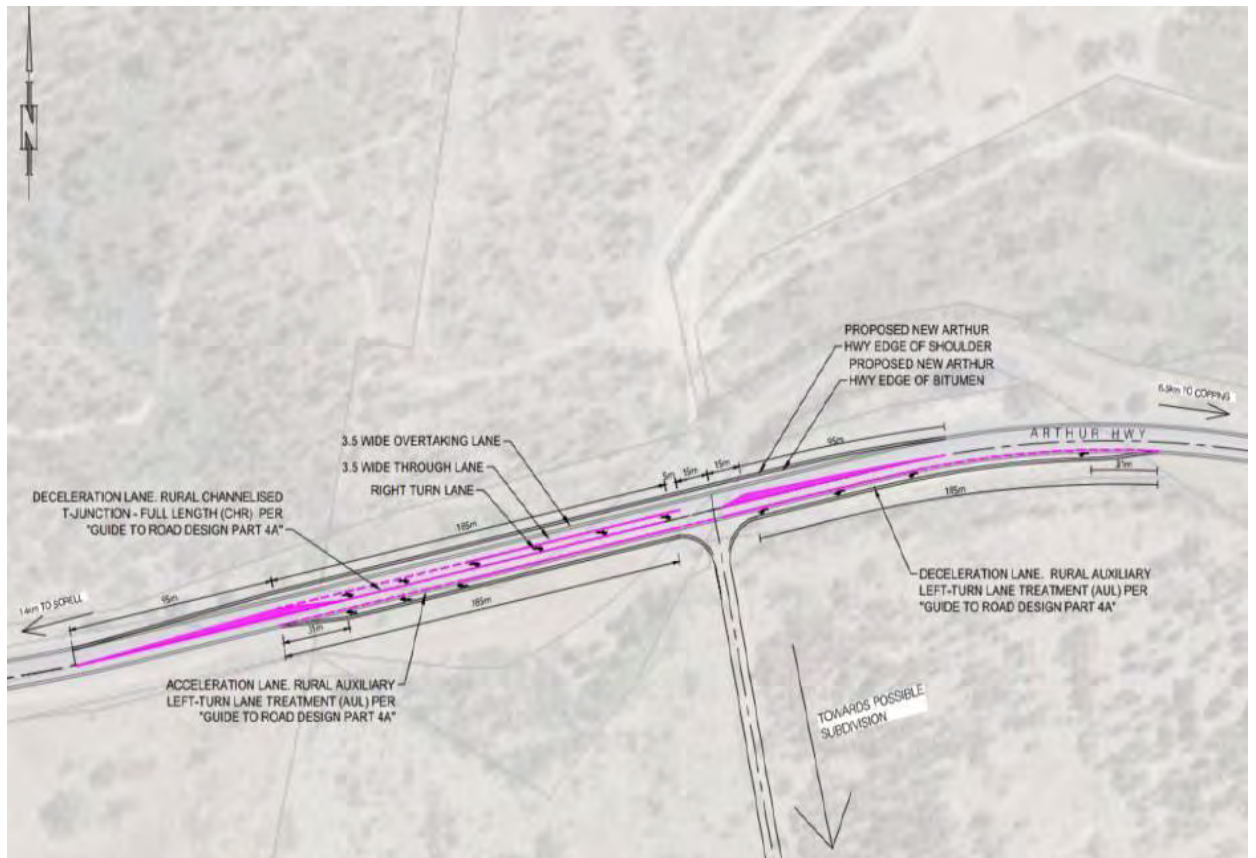 N
PROPOSED NEW ARTHUR
HWY EDGE OF SHOULDER
PROPOSED NEW ARTHUR
HWY EDGE OF BITUMEN
6.5km TO COPPING
ARTHUR HWY
95m
15m
15m
5m
31m
185m
3.5 WIDE OVERTAKING LANE
3.5 WIDE THROUGH LANE
RIGHT TURN LANE
DECELERATION LANE. RURAL CHANNELISED
T-JUNCTION - FULL LENGTH (CHR) PER
"GUIDE TO ROAD DESIGN PART 4A"
185m
95m
14km TO SORELL
185m
31m
DECELERATION LANE. RURAL AUXILIARY
LEFT-TURN LANE TREATMENT (AUL) PER
"GUIDE TO ROAD DESIGN PART 4A"
ACCELERATION LANE. RURAL AUXILIARY
LEFT-TURN LANE TREATMENT (AUL) PER
"GUIDE TO ROAD DESIGN PART 4A"
TOWARDS POSSIBLE
SUBDIVISION